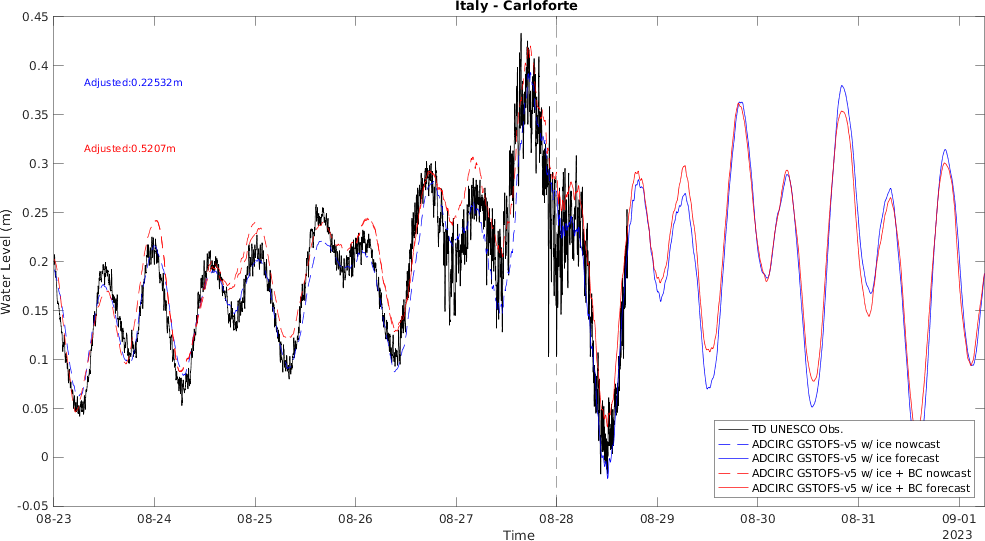 Italy - Carloforte
0.45
0.4
0.35
0.3
0.25
0.2
0.15
0.1
0.05
0
-0.05
Water Level (m)
Adjusted:0.22532m
Adjusted:0.5207m
TD UNESCO Obs.
ADCIRC GSTOFS-v5 w/ ice nowcast
ADCIRC GSTOFS-v5 w/ ice forecast
ADCIRC GSTOFS-v5 w/ ice + BC nowcast
ADCIRC GSTOFS-v5 w/ ice + BC forecast
08-23 08-24 08-25 08-26 08-27 08-28 08-29 08-30 08-31 09-01
Time
2023